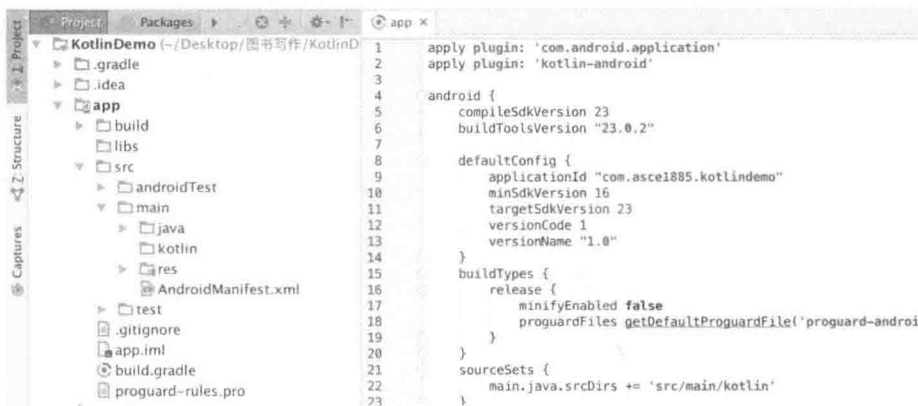 Project Packages
app ×
1: Project
Z: Structure
Captures
KotlinDemo (~/Desktop/图书写作/KotlinD
.gradle
.idea
app
build
libs
src
androidTest
main
java
kotlin
res
AndroidManifest.xml
test
.gitignore
app.iml
build.gradle
proguard-rules.pro
1 apply plugin: 'com.android.application'
2 apply plugin: 'kotlin-android'
3
4 android {
5 compileSdkVersion 23
6 buildToolsVersion "23.0.2"
7
8 defaultConfig {
9 applicationId "com.asce1885.kotlindemo"
10 minSdkVersion 16
11 targetSdkVersion 23
12 versionCode 1
13 versionName "1.0"
14 }
15 buildTypes {
16 release {
17 minifyEnabled false
18 proguardFiles getDefaultProguardFile('proguard-androi
19 }
20 }
21 sourceSets {
22 main.java.srcDirs += 'src/main/kotlin'
23 }